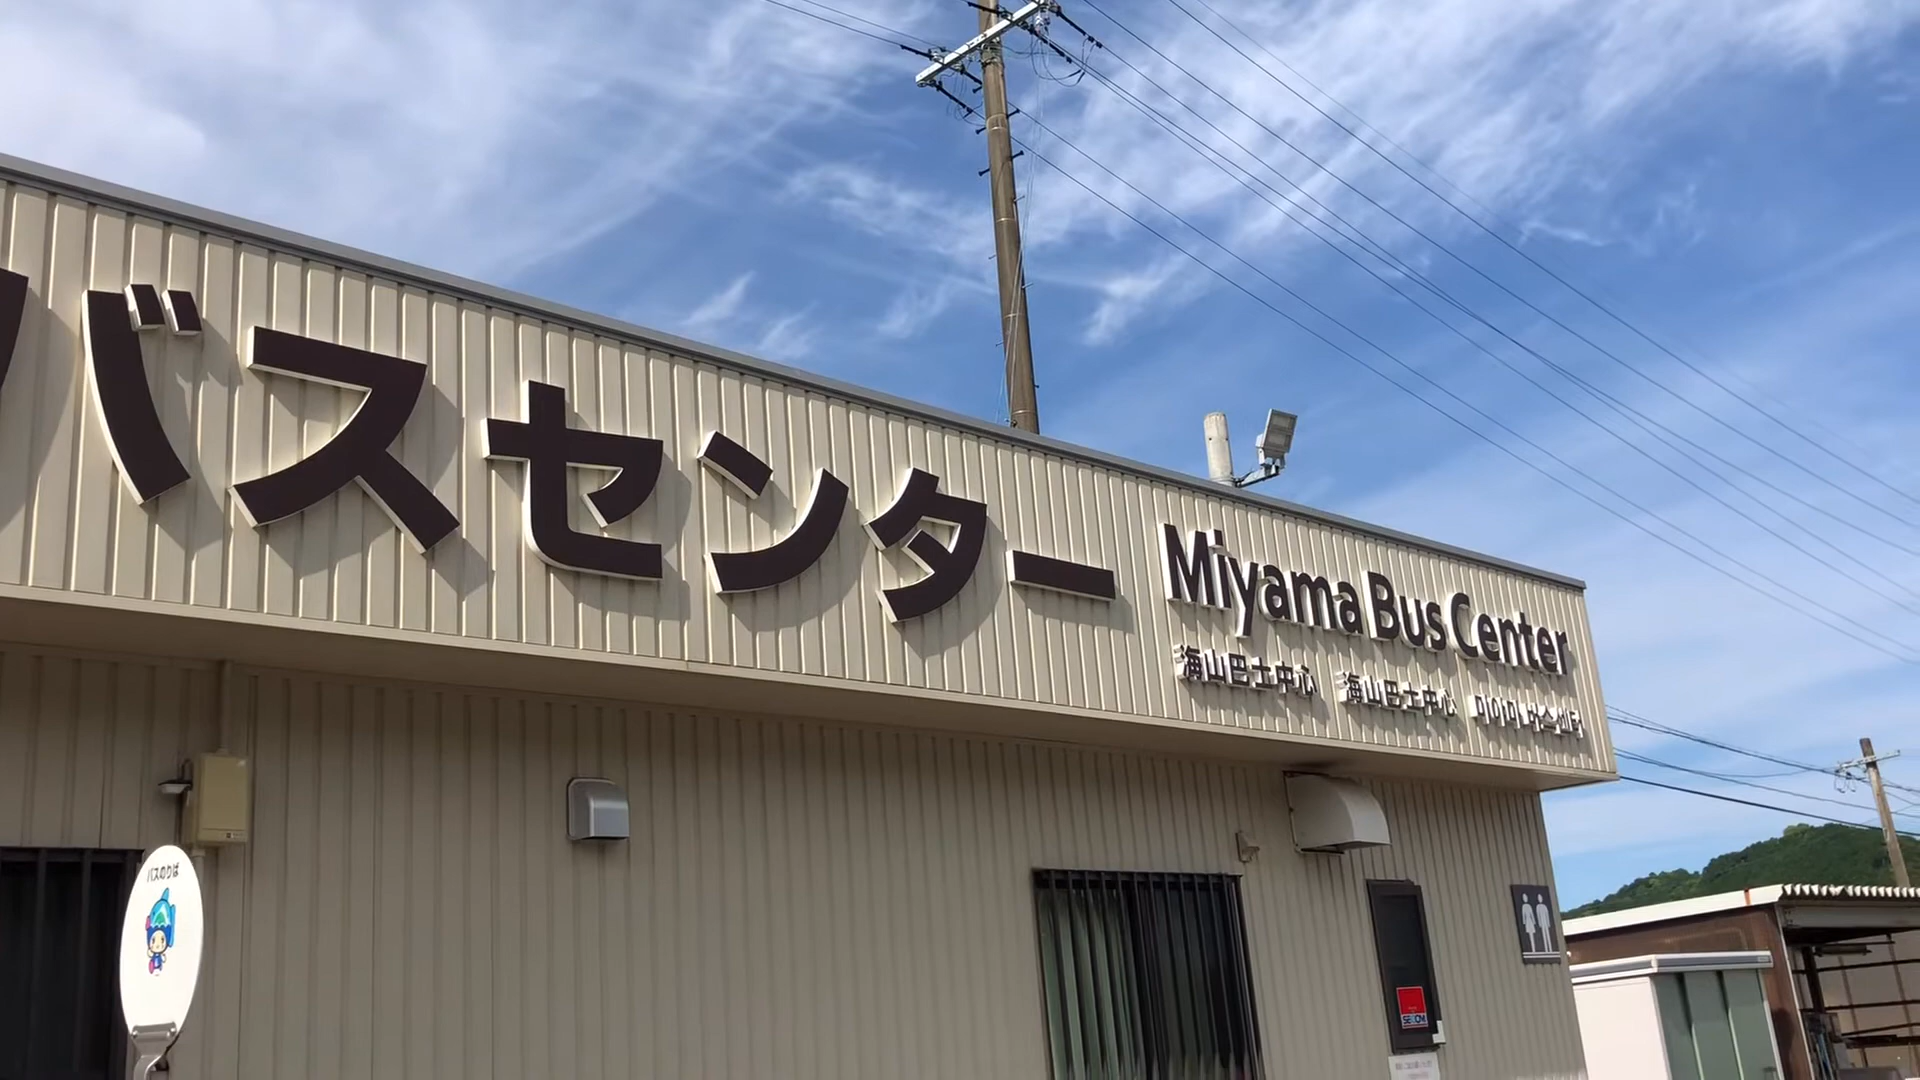 バスセンター
Miyama Bus Center
海山巴士中心 海山巴士中心 미야마 버스 센터
バスのりば
SECOM